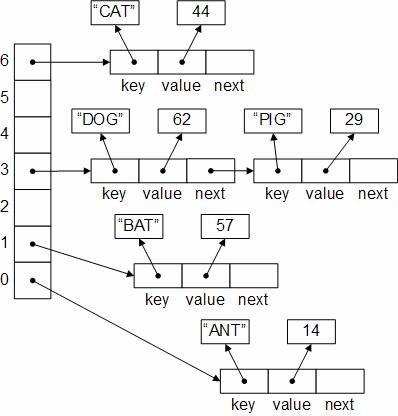 “CAT” 44
6
key value next
5
4
“DOG” 62 “PIG” 29
3
key value next key value next
2
“BAT” 57
1
0
key value next
“ANT” 14
key value next